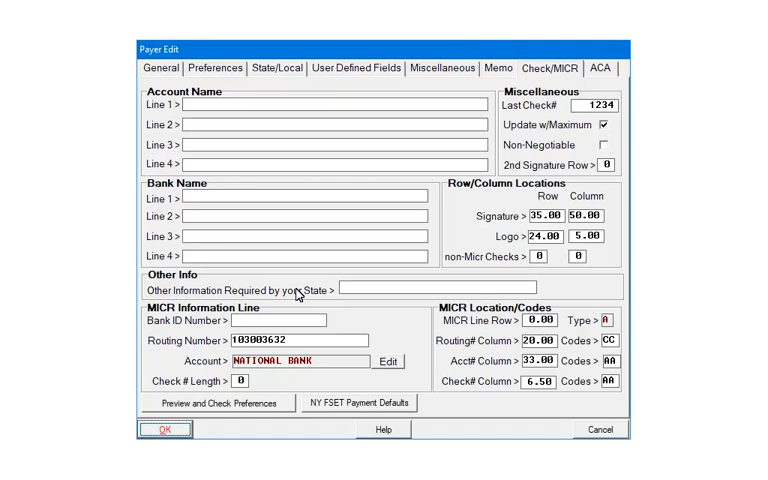 Payer Edit
General Preferences State/Local User Defined Fields Miscellaneous Memo Check/MICR ACA
Account Name
Line 1 >
Line 2 >
Line 3 >
Line 4 >
Miscellaneous
Last Check# 1234
Update w/Maximum
Non-Negotiable
2nd Signature Row > 0
Bank Name
Line 1 >
Line 2 >
Line 3 >
Line 4 >
Row/Column Locations
Row Column
Signature > 35.00 50.00
Logo > 24.00 5.00
non-Micr Checks > 0 0
Other Info
Other Information Required by your State >
MICR Information Line
Bank ID Number >
Routing Number > 103003632
Account > NATIONAL BANK Edit
Check # Length > 0
MICR Location/Codes
MICR Line Row > 0.00 Type > A
Routing# Column > 20.00 Codes > CC
Acct# Column > 33.00 Codes > AA
Check# Column > 6.50 Codes > AA
Preview and Check Preferences NY FSET Payment Defaults
OK Help Cancel